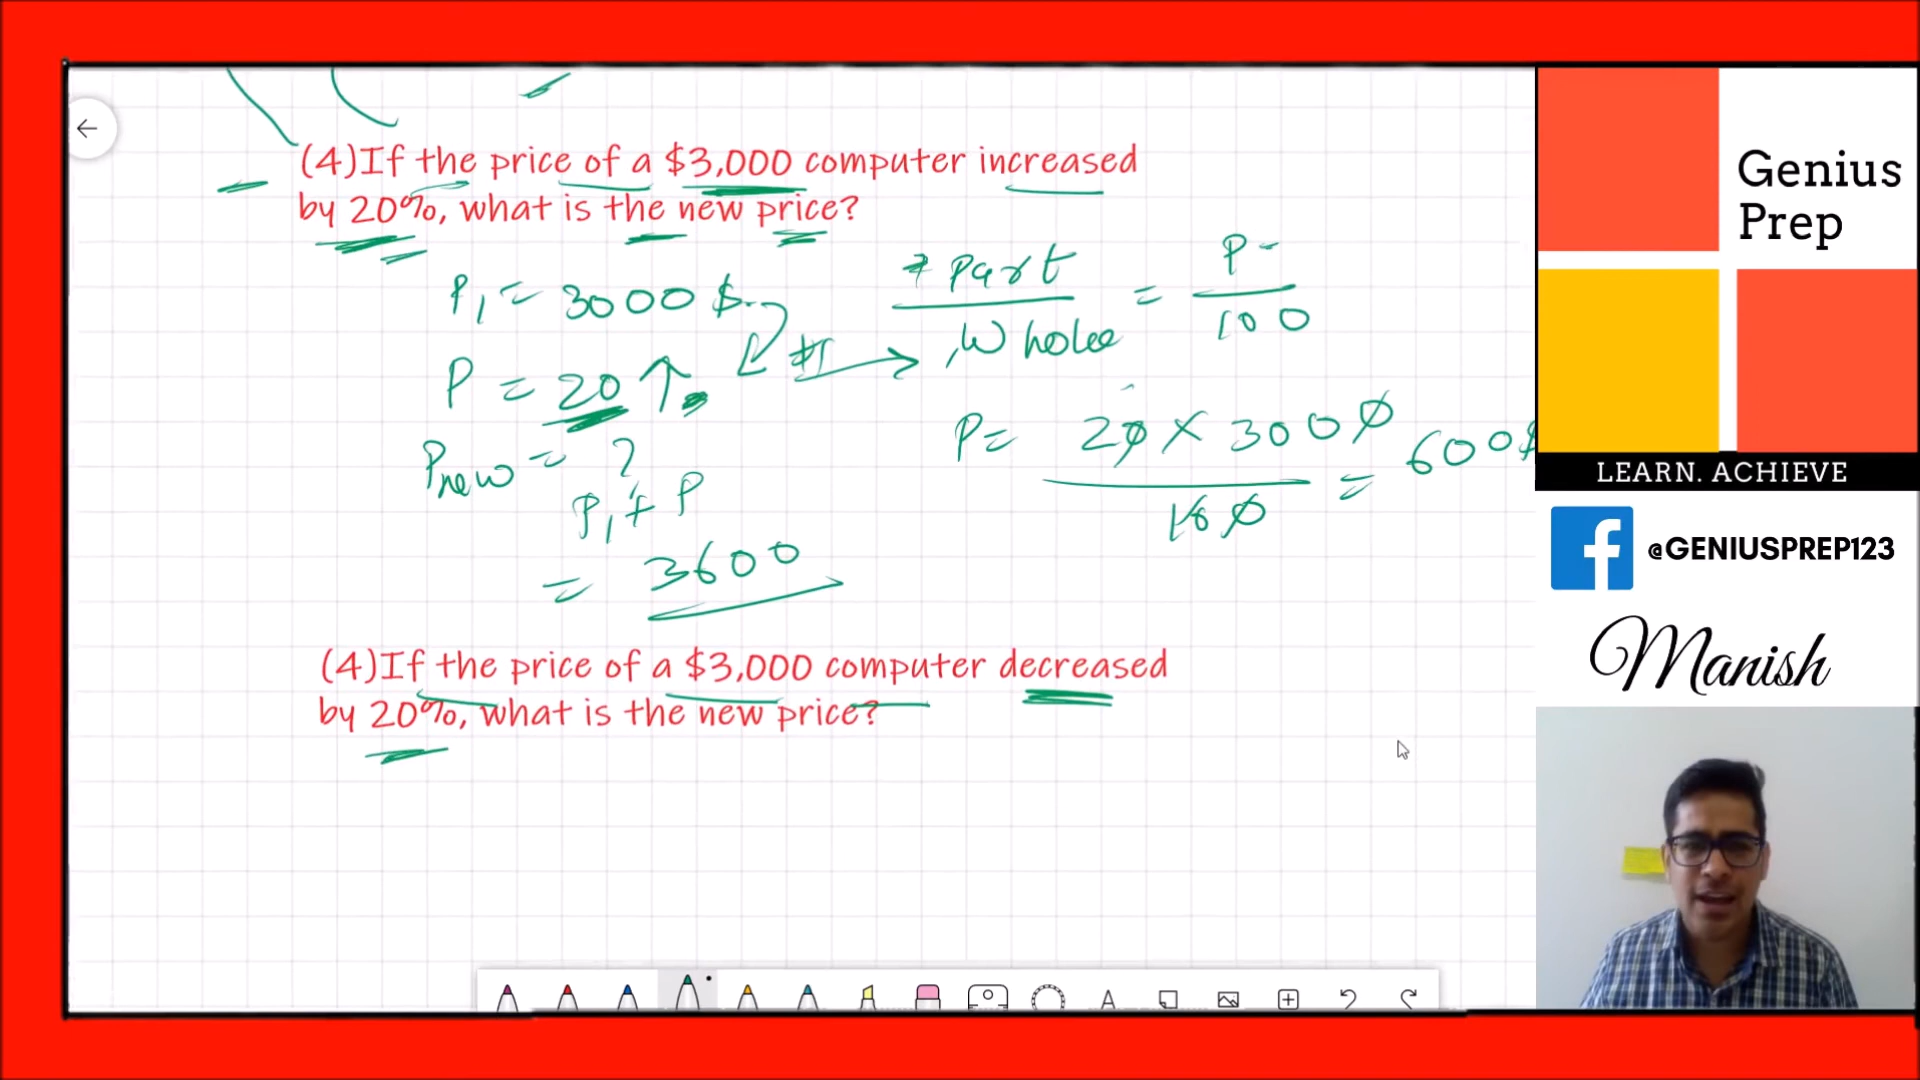 (4)If the price of a $3,000 computer increased
by 20%, what is the new price?
P1 = 3000 $
Part
Whole
=
P
100
P = 20 ↑
Pnew = ?
P1 + P
= 3600
P = 20 × 3000
100
= 600$
(4)If the price of a $3,000 computer decreased
by 20%, what is the new price?
Genius
Prep
LEARN. ACHIEVE
@GENIUSPREP123
Manish